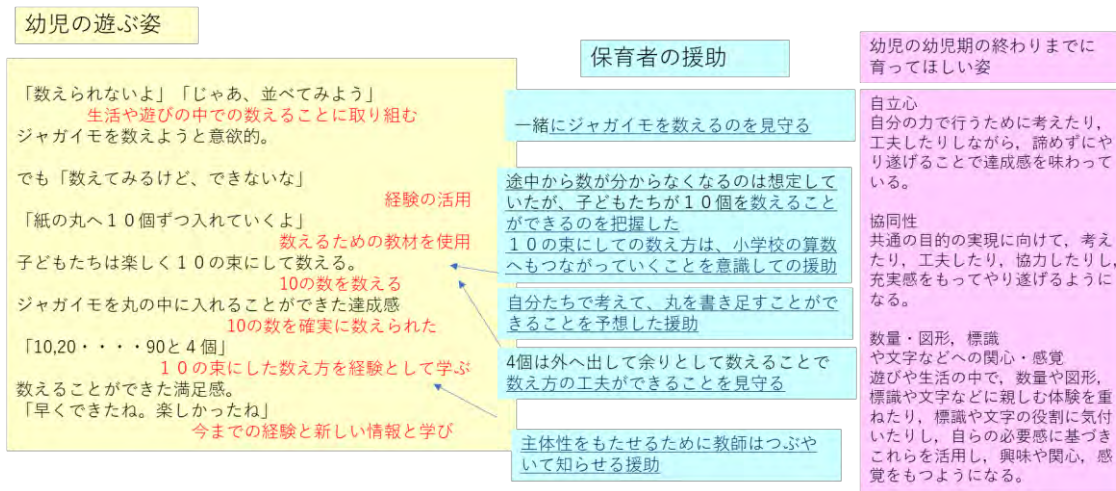 幼児の遊ぶ姿
「数えられないよ」「じゃあ、並べてみよう」
生活や遊びの中での数えることに取り組む
ジャガイモを数えようと意欲的。
でも「数えてみるけど、できないな」
経験の活用
「紙の丸へ１０個ずつ入れていくよ」
数えるための教材を使用
子どもたちは楽しく１０の束にして数える。
10の数を数える
ジャガイモを丸の中に入れることができた達成感
10の数を確実に数えられた
「10,20・・・・90と４個」
１０の束にした数え方を経験として学ぶ
数えることができた満足感。
「早くできたね。楽しかったね」
今までの経験と新しい情報と学び
保育者の援助
一緒にジャガイモを数えるのを見守る
途中から数が分からなくなるのは想定して
いたが、子どもたちが１０個を数えること
ができるのを把握した
１０の束にしての数え方は、小学校の算数
へもつながっていくことを意識しての援助
自分たちで考えて、丸を書き足すことがで
きることを予想した援助
4個は外へ出して余りとして数えることで
数え方の工夫ができることを見守る
主体性をもたせるために教師はつぶや
いて知らせる援助
幼児の幼児期の終わりまでに
育ってほしい姿
自立心
自分の力で行うために考えたり，
工夫したりしながら，諦めずにや
り遂げることで達成感を味わって
いる。
協同性
共通の目的の実現に向けて，考え
たり，工夫したり，協力したりし，
充実感をもってやり遂げるように
なる。
数量・図形，標識
や文字などへの関心・感覚
遊びや生活の中で，数量や図形，
標識や文字などに親しむ体験を重
ねたり，標識や文字の役割に気付
いたりし，自らの必要感に基づき
これらを活用し，興味や関心，感
覚をもつようになる。